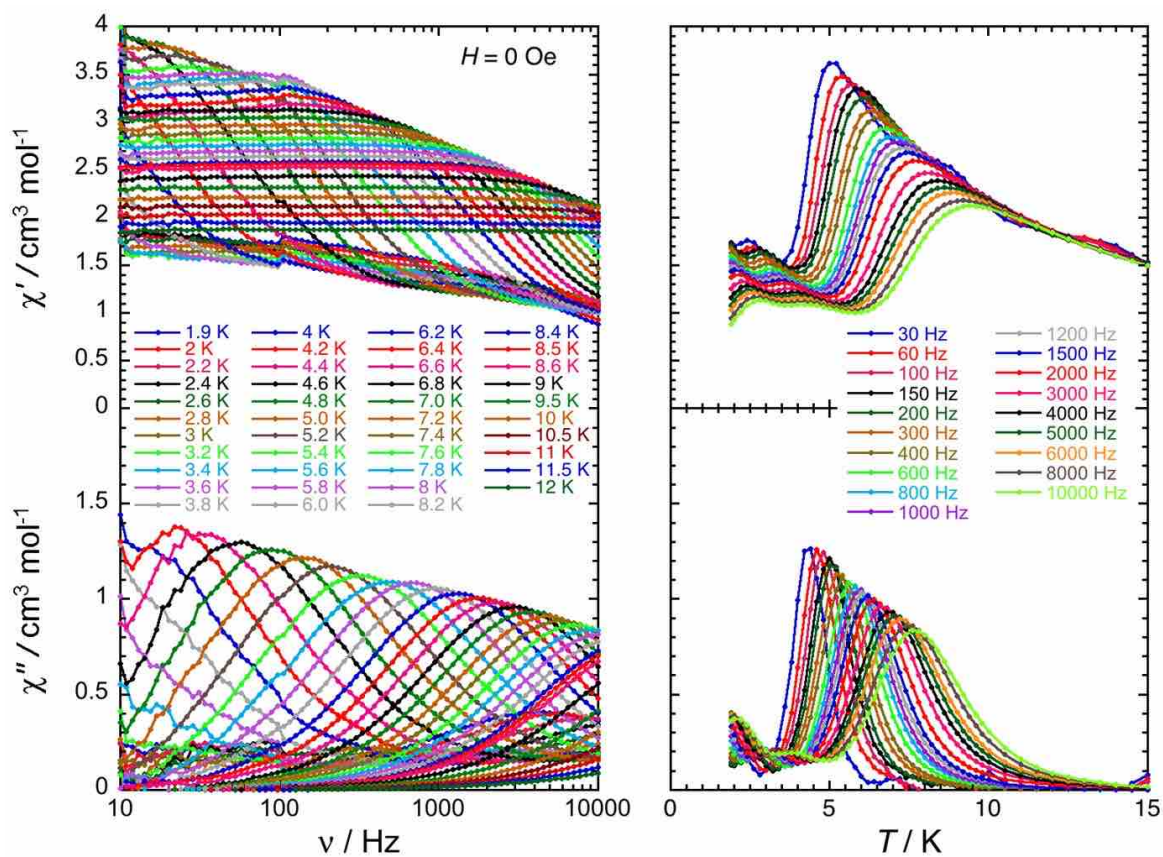 4
3.5
3
2.5
2
1.5
1
0.5
0
χ' / cm³ mol⁻¹
H = 0 Oe
1.9 K 4 K 6.2 K 8.4 K
2 K 4.2 K 6.4 K 8.5 K
2.2 K 4.4 K 6.6 K 8.6 K
2.4 K 4.6 K 6.8 K 9 K
2.6 K 4.8 K 7.0 K 9.5 K
2.8 K 5.0 K 7.2 K 10 K
3 K 5.2 K 7.4 K 10.5 K
3.2 K 5.4 K 7.6 K 11 K
3.4 K 5.6 K 7.8 K 11.5 K
3.6 K 5.8 K 8 K 12 K
3.8 K 6.0 K 8.2 K
1.5
1
0.5
0
χ'' / cm³ mol⁻¹
10 100 1000 10000
ν / Hz
30 Hz 1200 Hz
60 Hz 1500 Hz
100 Hz 2000 Hz
150 Hz 3000 Hz
200 Hz 4000 Hz
300 Hz 5000 Hz
400 Hz 6000 Hz
600 Hz 8000 Hz
800 Hz 10000 Hz
1000 Hz
0 5 10 15
T / K